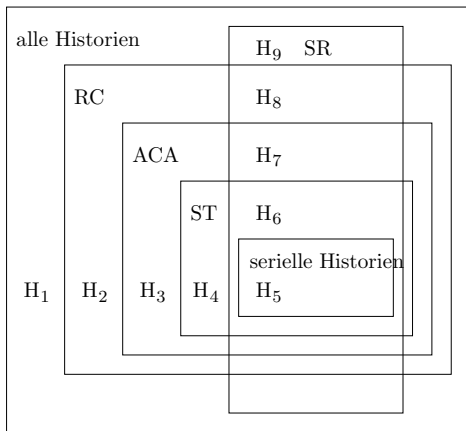 alle Historien
H₉ SR
RC H₈
ACA H₇
ST H₆
serielle Historien
H₁ H₂ H₃ H₄ H₅